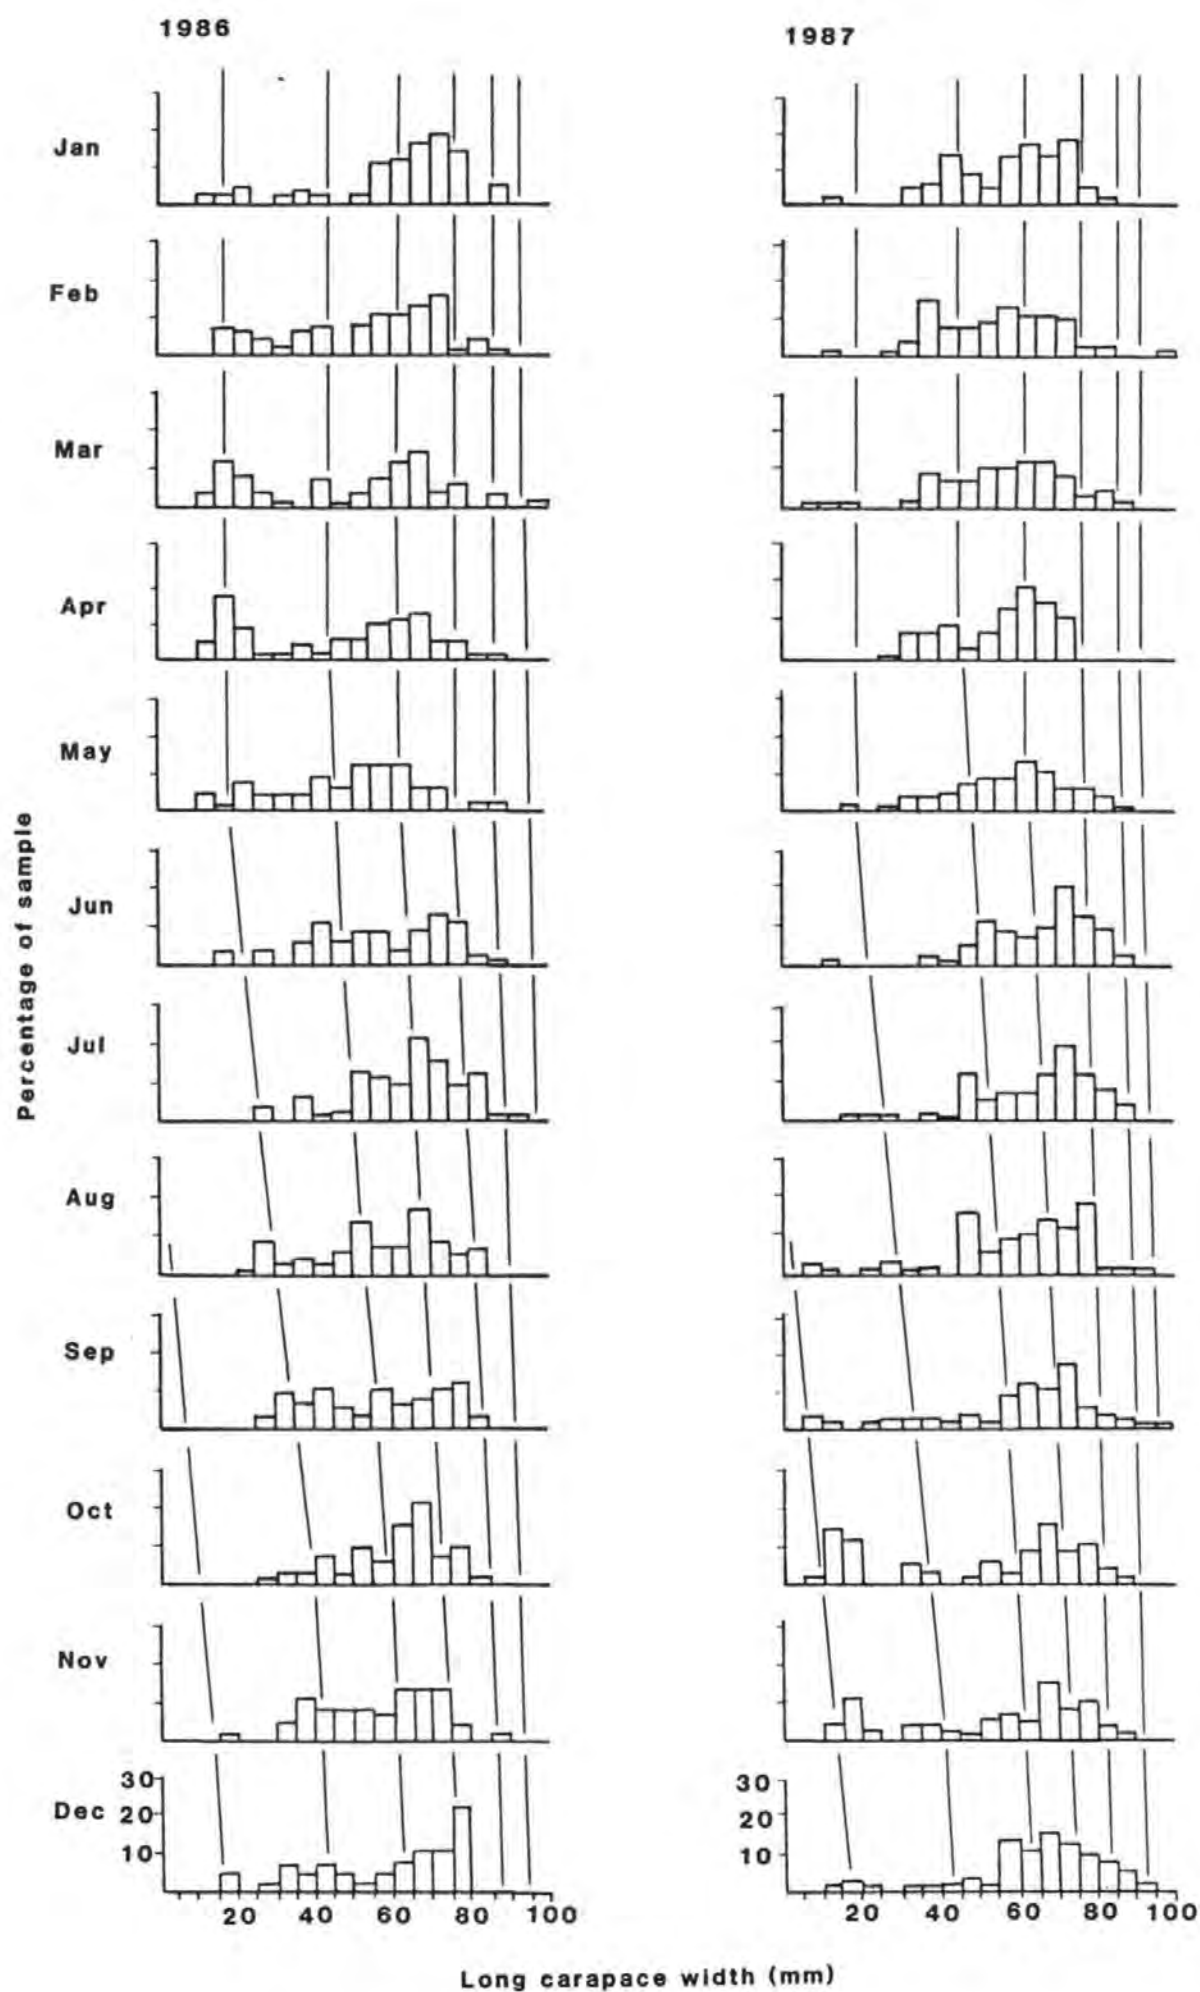 1986
1987
Jan
Feb
Mar
Apr
May
Jun
Jul
Aug
Sep
Oct
Nov
Dec
30
20
10
30
20
10
20 40 60 80 100
20 40 60 80 100
Percentage of sample
Long carapace width (mm)